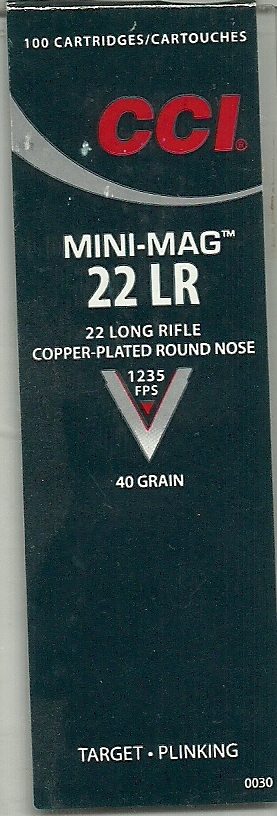 100 CARTRIDGES/CARTOUCHES
CCI®
MINI-MAG™
22 LR
22 LONG RIFLE
COPPER-PLATED ROUND NOSE
1235
FPS
40 GRAIN
TARGET • PLINKING
0030